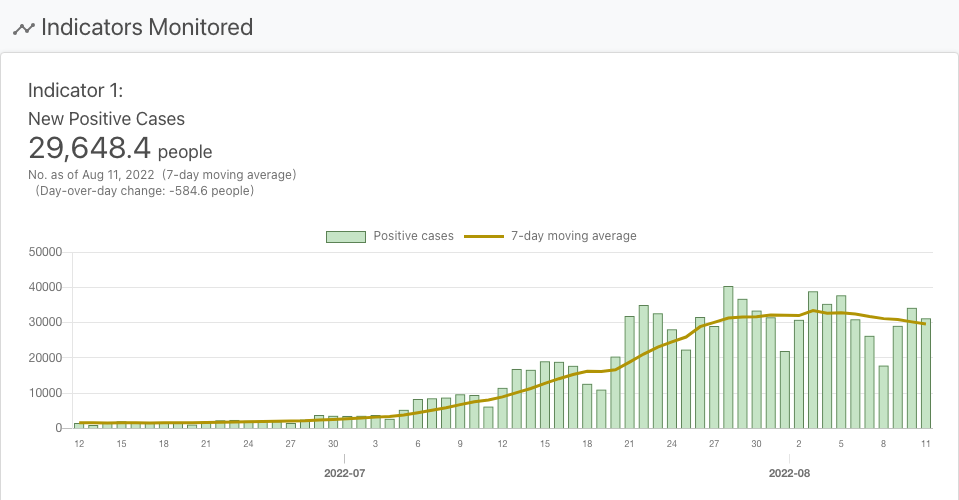 Indicators Monitored
Indicator 1:
New Positive Cases
29,648.4 people
No. as of Aug 11, 2022 (7-day moving average)
(Day-over-day change: -584.6 people)
Positive cases 7-day moving average
50000
40000
30000
20000
10000
0
12 15 18 21 24 27 30 3 6 9 12 15 18 21 24 27 30 2 5 8 11
2022-07 2022-08